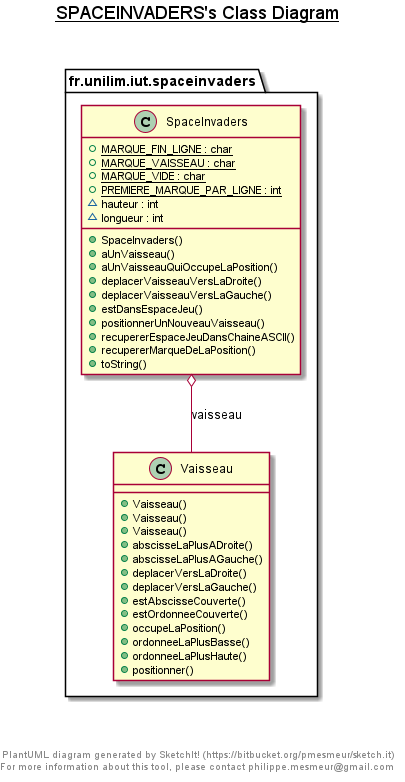 SPACEINVADERS's Class Diagram
fr.unilim.iut.spaceinvaders
C SpaceInvaders
MARQUE_FIN_LIGNE : char
MARQUE_VAISSEAU : char
MARQUE_VIDE : char
PREMIERE_MARQUE_PAR_LIGNE : int
hauteur : int
longueur : int
SpaceInvaders()
aUnVaisseau()
aUnVaisseauQuiOccupeLaPosition()
deplacerVaisseauVersLaDroite()
deplacerVaisseauVersLaGauche()
estDansEspaceJeu()
positionnerUnNouveauVaisseau()
recupererEspaceJeuDansChaineASCII()
recupererMarqueDeLaPosition()
toString()
vaisseau
C Vaisseau
Vaisseau()
Vaisseau()
Vaisseau()
abscisseLaPlusADroite()
abscisseLaPlusAGauche()
deplacerVersLaDroite()
deplacerVersLaGauche()
estAbscisseCouverte()
estOrdonneeCouverte()
occupeLaPosition()
ordonneeLaPlusBasse()
ordonneeLaPlusHaute()
positionner()
PlantUML diagram generated by SketchIt! (https://bitbucket.org/pmesmeur/sketch.it)
For more information about this tool, please contact philippe.mesmeur@gmail.com